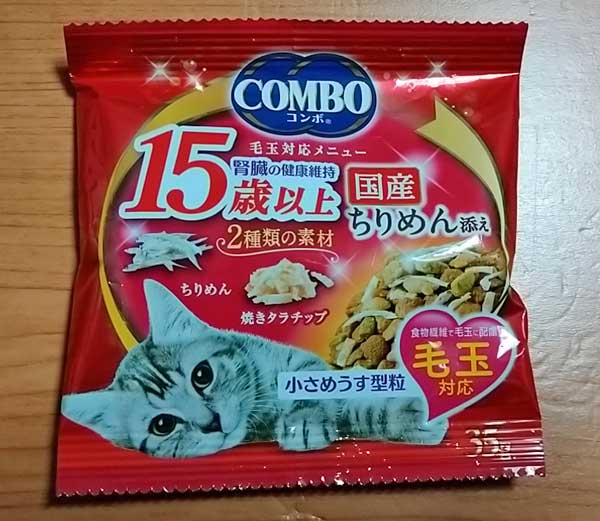 COMBO
コンボ®
毛玉対応メニュー
15歳以上
腎臓の健康維持
国産
ちりめん添え
2種類の素材
ちりめん
焼きタラチップ
食物繊維で毛玉に配慮
毛玉
対応
小さめうす型粒
35g